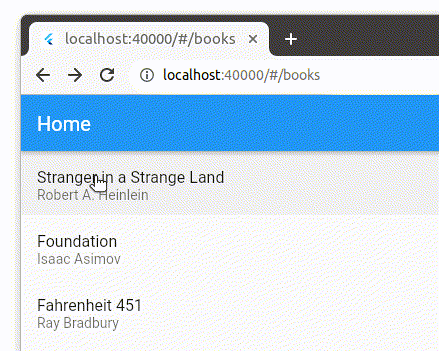 localhost:40000/#/books
localhost:40000/#/books
Home
Stranger in a Strange Land
Robert A. Heinlein
Foundation
Isaac Asimov
Fahrenheit 451
Ray Bradbury